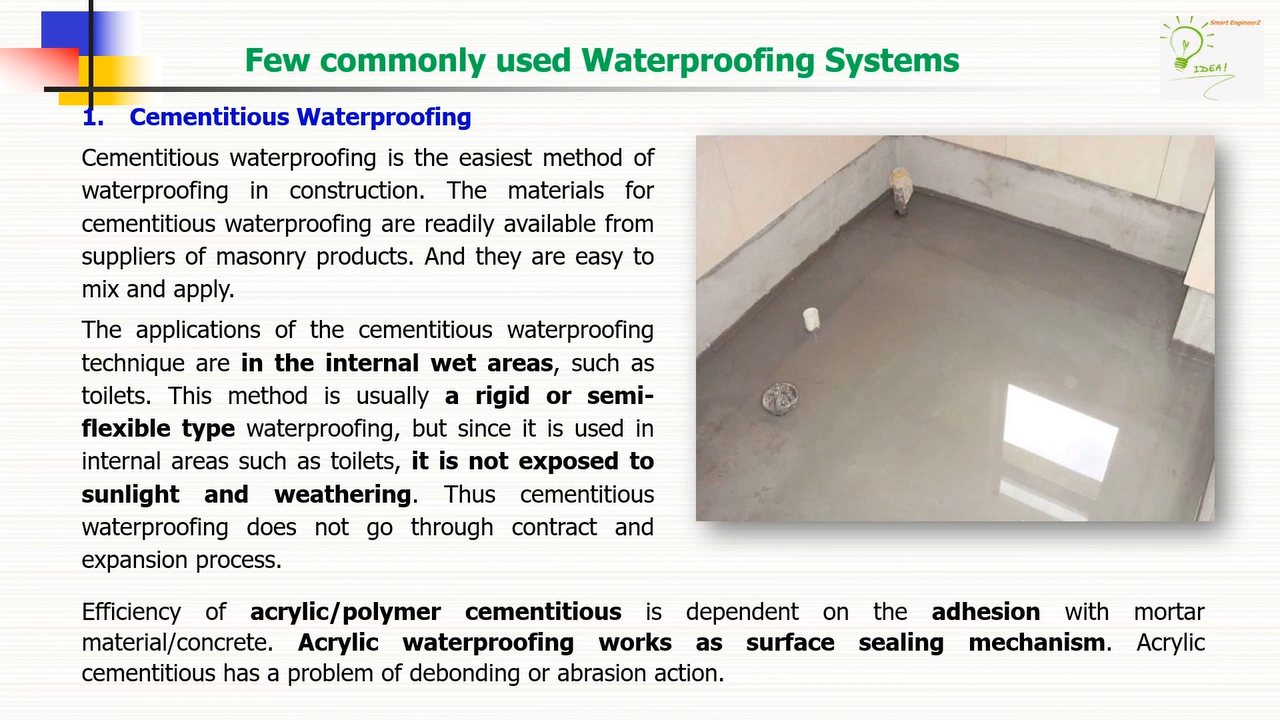 Few commonly used Waterproofing Systems
Smart EngineerZ
IDEA!
1. Cementitious Waterproofing
Cementitious waterproofing is the easiest method of
waterproofing in construction. The materials for
cementitious waterproofing are readily available from
suppliers of masonry products. And they are easy to
mix and apply.
The applications of the cementitious waterproofing
technique are in the internal wet areas, such as
toilets. This method is usually a rigid or semi-
flexible type waterproofing, but since it is used in
internal areas such as toilets, it is not exposed to
sunlight and weathering. Thus cementitious
waterproofing does not go through contract and
expansion process.
Efficiency of acrylic/polymer cementitious is dependent on the adhesion with mortar
material/concrete. Acrylic waterproofing works as surface sealing mechanism. Acrylic
cementitious has a problem of debonding or abrasion action.